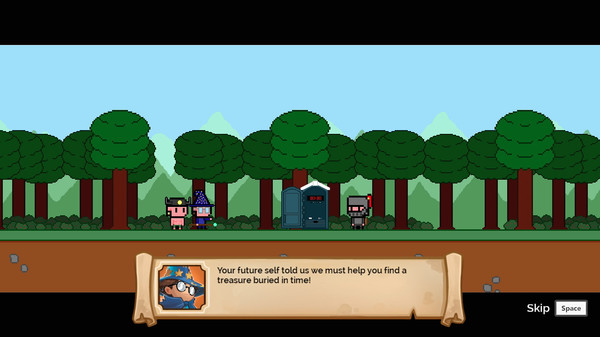 Your future self told us we must help you find a
treasure buried in time!
Skip Space